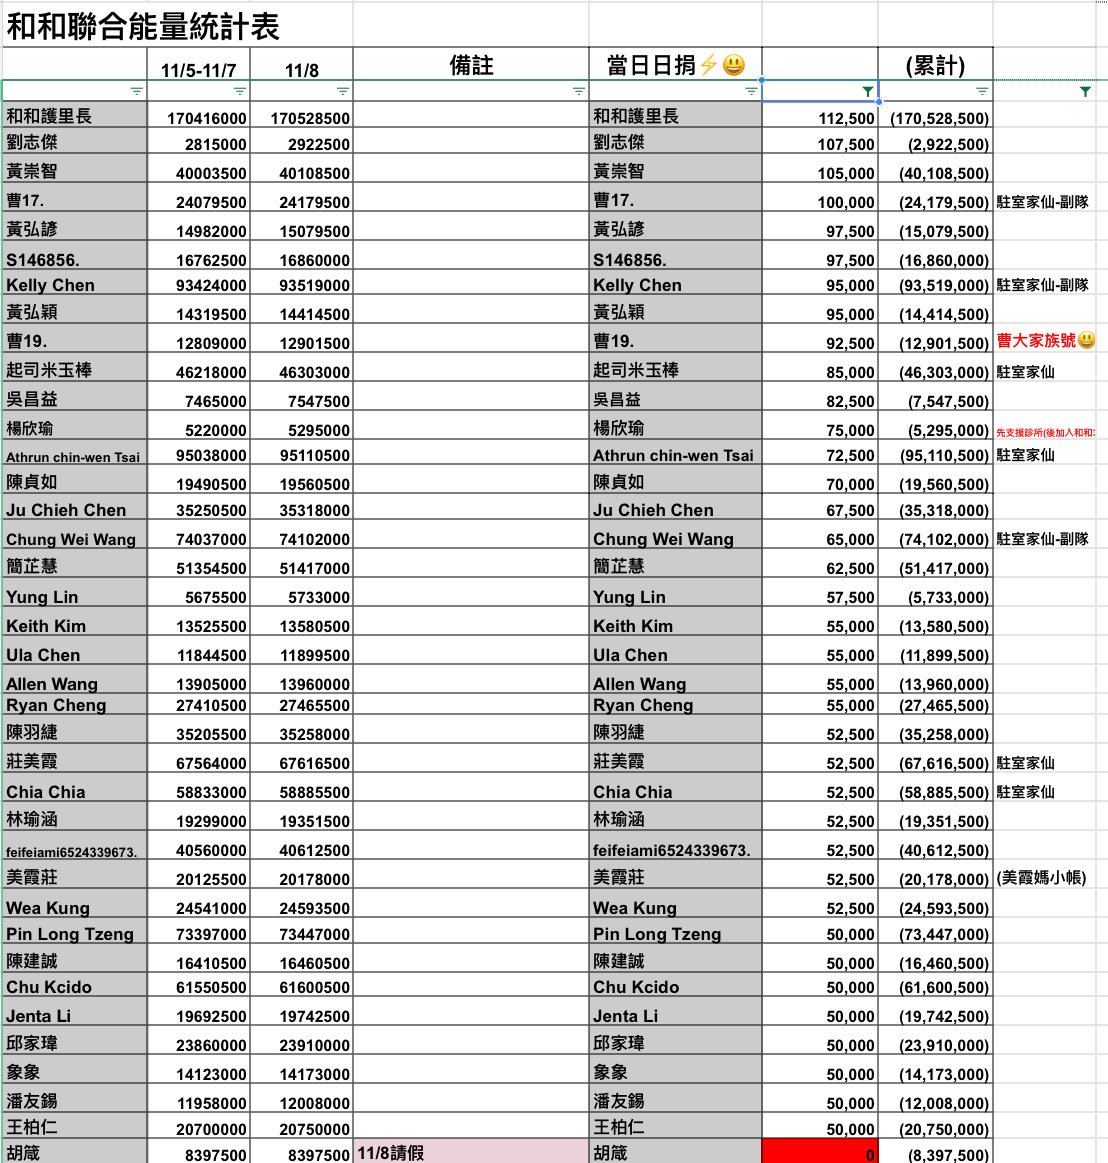 和和聯合能量統計表
11/5-11/7 11/8 備註 當日日捐⚡😃 (累計)
和和護里長 170416000 170528500 和和護里長 112,500 (170,528,500)
劉志傑 2815000 2922500 劉志傑 107,500 (2,922,500)
黃崇智 40003500 40108500 黃崇智 105,000 (40,108,500)
曹17. 24079500 24179500 曹17. 100,000 (24,179,500) 駐室家仙-副隊
黃弘諺 14982000 15079500 黃弘諺 97,500 (15,079,500)
S146856. 16762500 16860000 S146856. 97,500 (16,860,000)
Kelly Chen 93424000 93519000 Kelly Chen 95,000 (93,519,000) 駐室家仙-副隊
黃弘穎 14319500 14414500 黃弘穎 95,000 (14,414,500)
曹19. 12809000 12901500 曹19. 92,500 (12,901,500) 曹大家族號😃
起司米玉棒 46218000 46303000 起司米玉棒 85,000 (46,303,000) 駐室家仙
吳昌益 7465000 7547500 吳昌益 82,500 (7,547,500)
楊欣瑜 5220000 5295000 楊欣瑜 75,000 (5,295,000) 先支援診所(後加入和和
Athrun chin-wen Tsai 95038000 95110500 Athrun chin-wen Tsai 72,500 (95,110,500) 駐室家仙
陳貞如 19490500 19560500 陳貞如 70,000 (19,560,500)
Ju Chieh Chen 35250500 35318000 Ju Chieh Chen 67,500 (35,318,000)
Chung Wei Wang 74037000 74102000 Chung Wei Wang 65,000 (74,102,000) 駐室家仙-副隊
簡芷慧 51354500 51417000 簡芷慧 62,500 (51,417,000)
Yung Lin 5675500 5733000 Yung Lin 57,500 (5,733,000)
Keith Kim 13525500 13580500 Keith Kim 55,000 (13,580,500)
Ula Chen 11844500 11899500 Ula Chen 55,000 (11,899,500)
Allen Wang 13905000 13960000 Allen Wang 55,000 (13,960,000)
Ryan Cheng 27410500 27465500 Ryan Cheng 55,000 (27,465,500)
陳羽緁 35205500 35258000 陳羽緁 52,500 (35,258,000)
莊美霞 67564000 67616500 莊美霞 52,500 (67,616,500) 駐室家仙
Chia Chia 58833000 58885500 Chia Chia 52,500 (58,885,500) 駐室家仙
林瑜涵 19299000 19351500 林瑜涵 52,500 (19,351,500)
feifeiami6524339673. 40560000 40612500 feifeiami6524339673. 52,500 (40,612,500)
美霞莊 20125500 20178000 美霞莊 52,500 (20,178,000) (美霞媽小帳)
Wea Kung 24541000 24593500 Wea Kung 52,500 (24,593,500)
Pin Long Tzeng 73397000 73447000 Pin Long Tzeng 50,000 (73,447,000)
陳建誠 16410500 16460500 陳建誠 50,000 (16,460,500)
Chu Kcido 61550500 61600500 Chu Kcido 50,000 (61,600,500)
Jenta Li 19692500 19742500 Jenta Li 50,000 (19,742,500)
邱家瑋 23860000 23910000 邱家瑋 50,000 (23,910,000)
象象 14123000 14173000 象象 50,000 (14,173,000)
潘友錫 11958000 12008000 潘友錫 50,000 (12,008,000)
王柏仁 20700000 20750000 王柏仁 50,000 (20,750,000)
胡箴 8397500 8397500 11/8請假 胡箴 0 (8,397,500)